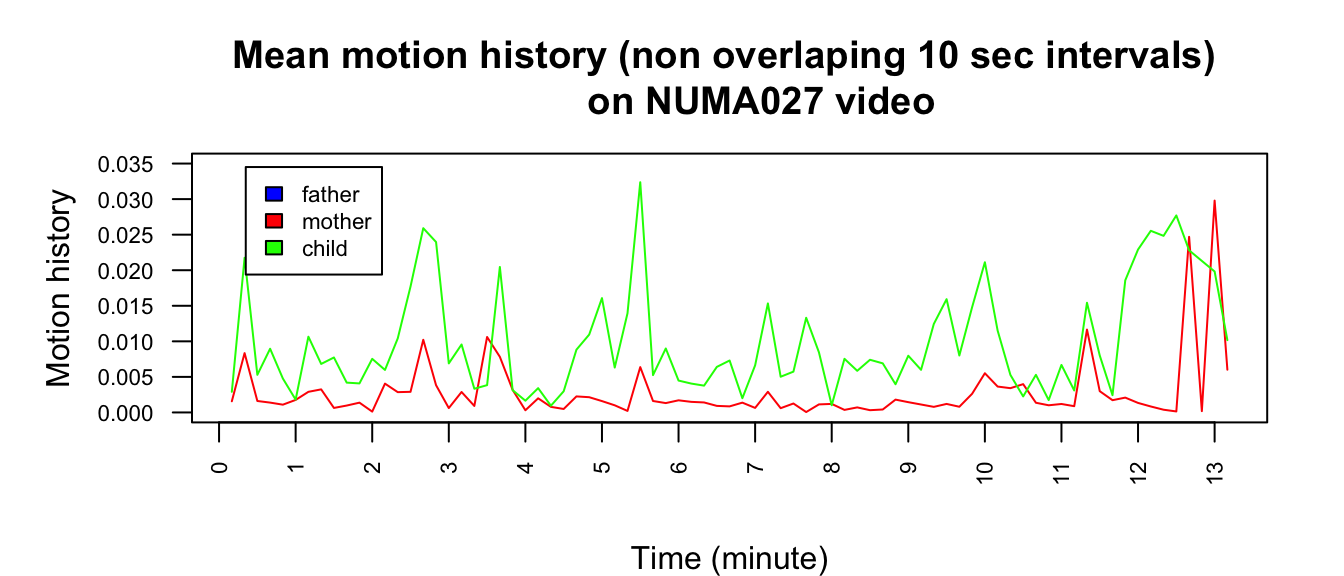 Mean motion history (non overlaping 10 sec intervals)
on NUMA027 video
Motion history
0.035
0.030
0.025
0.020
0.015
0.010
0.005
0.000
father
mother
child
0 1 2 3 4 5 6 7 8 9 10 11 12 13
Time (minute)